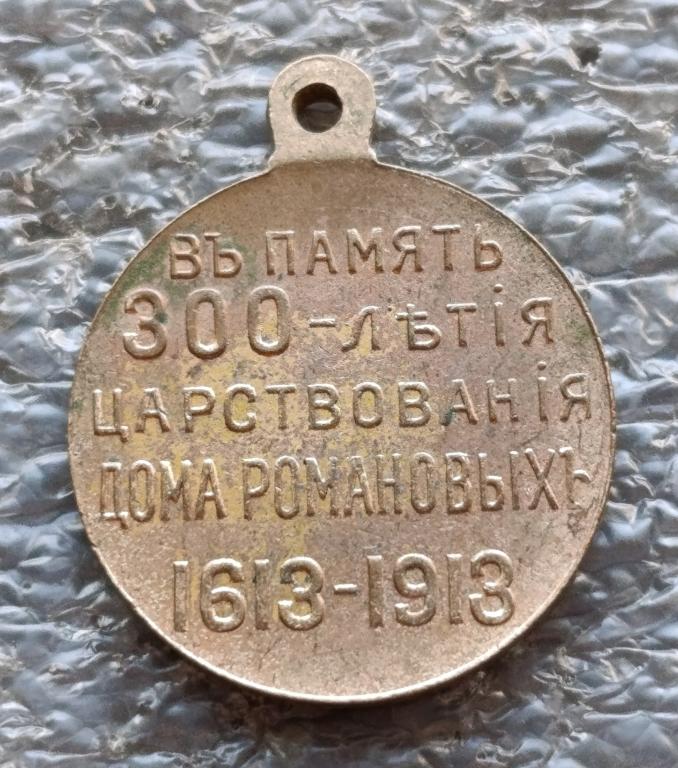 ВЪ ПАМЯТЬ
300-ЛѢТІЯ
ЦАРСТВОВАНІЯ
ДОМА РОМАНОВЫХЪ
1613-1913